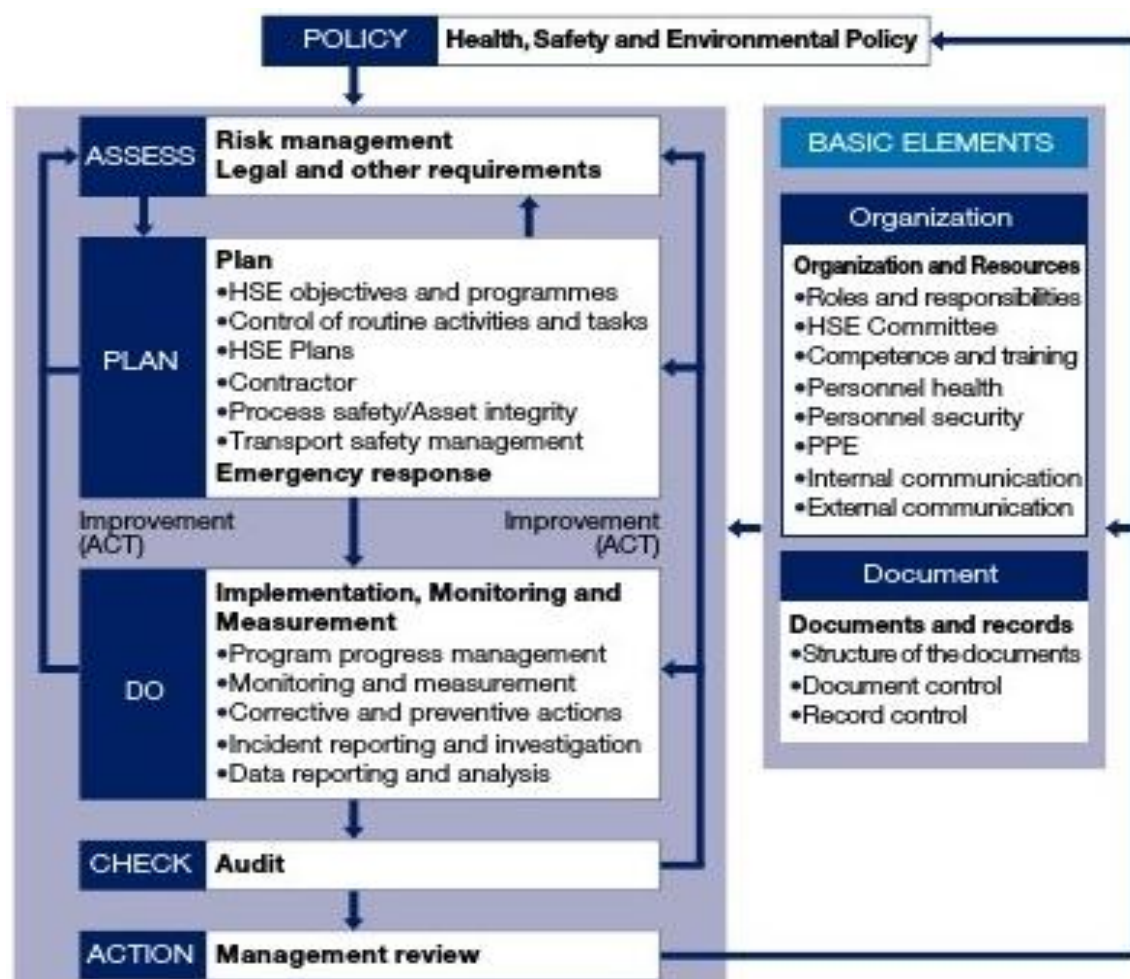 POLICY Health, Safety and Environmental Policy
ASSESS
Risk management
Legal and other requirements
PLAN
Plan
•HSE objectives and programmes
•Control of routine activities and tasks
•HSE Plans
•Contractor
•Process safety/Asset integrity
•Transport safety management
Emergency response
Improvement
(ACT)
Improvement
(ACT)
DO
Implementation, Monitoring and
Measurement
•Program progress management
•Monitoring and measurement
•Corrective and preventive actions
•Incident reporting and investigation
•Data reporting and analysis
CHECK Audit
ACTION Management review
BASIC ELEMENTS
Organization
Organization and Resources
•Roles and responsibilities
•HSE Committee
•Competence and training
•Personnel health
•Personnel security
•PPE
•Internal communication
•External communication
Document
Documents and records
•Structure of the documents
•Document control
•Record control